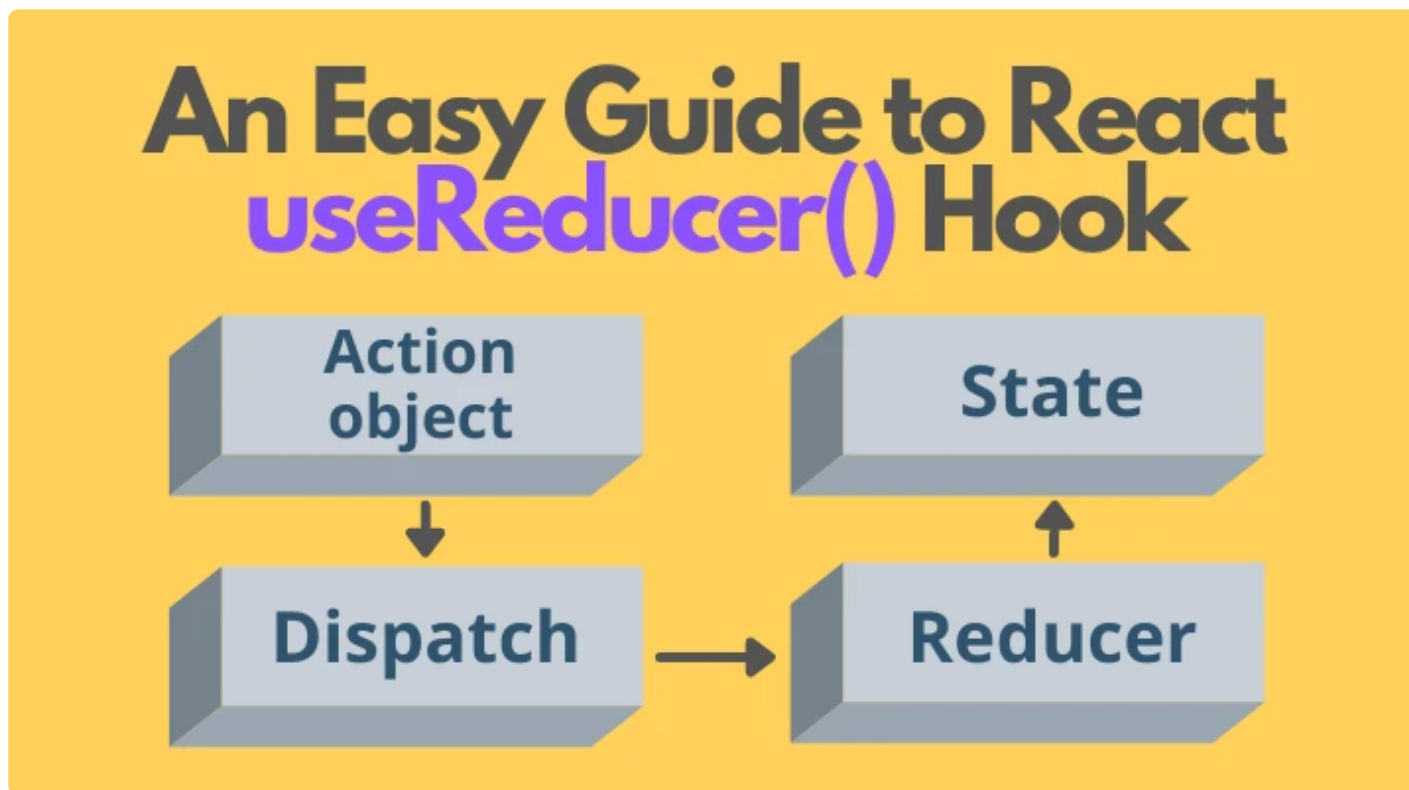 An Easy Guide to React
useReducer() Hook
Action
object
State
Dispatch
Reducer